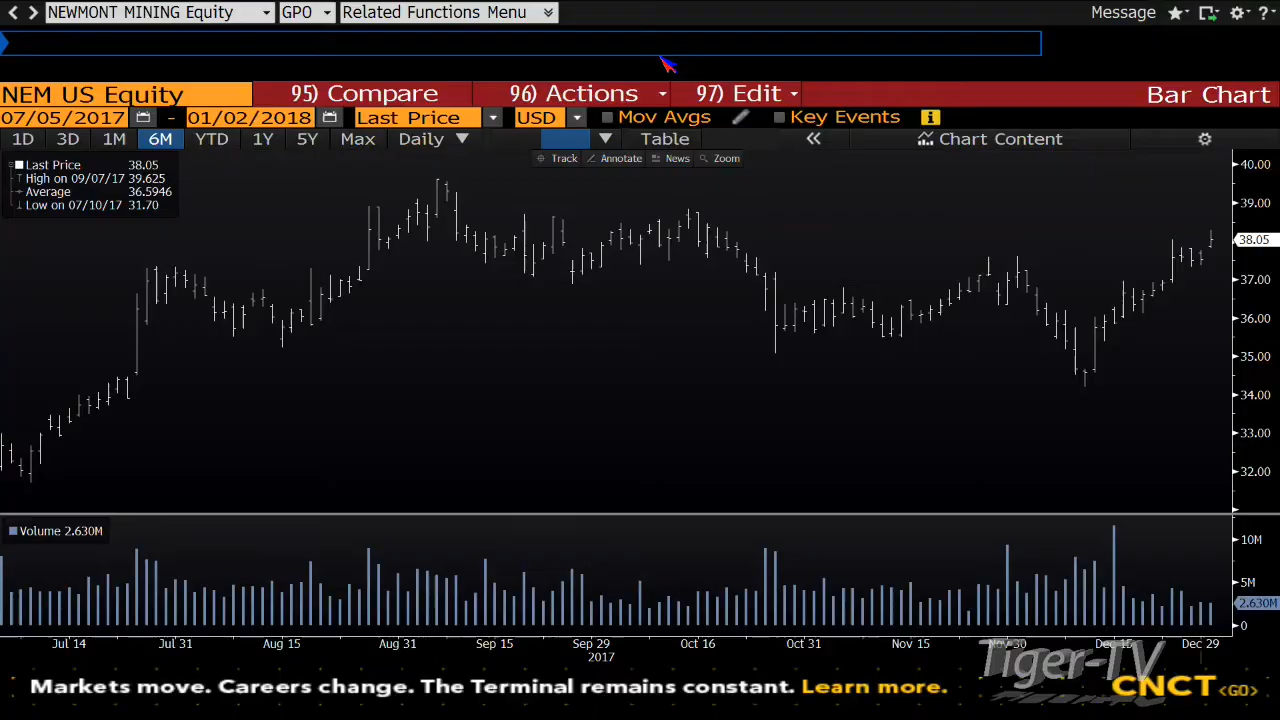 NEWMONT MINING Equity GPO Related Functions Menu Message ?
NEM US Equity 95) Compare 96) Actions 97) Edit Bar Chart
07/05/2017 - 01/02/2018 Last Price USD Mov Avgs Key Events i
1D 3D 1M 6M YTD 1Y 5Y Max Daily Table « Chart Content
Track Annotate News Zoom
Last Price 38.05
High on 09/07/17 39.625
Average 36.5946
Low on 07/10/17 31.70
40.00
39.00
38.05
37.00
36.00
35.00
34.00
33.00
32.00
Volume 2.630M
10M
5M
2.630M
0
Jul 14 Jul 31 Aug 15 Aug 31 Sep 15 Sep 29 Oct 16 Oct 31 Nov 15 Nov 30 Dec 15 Dec 29
2017
Tiger-TV
Markets move. Careers change. The Terminal remains constant. Learn more. CNCT <GO>